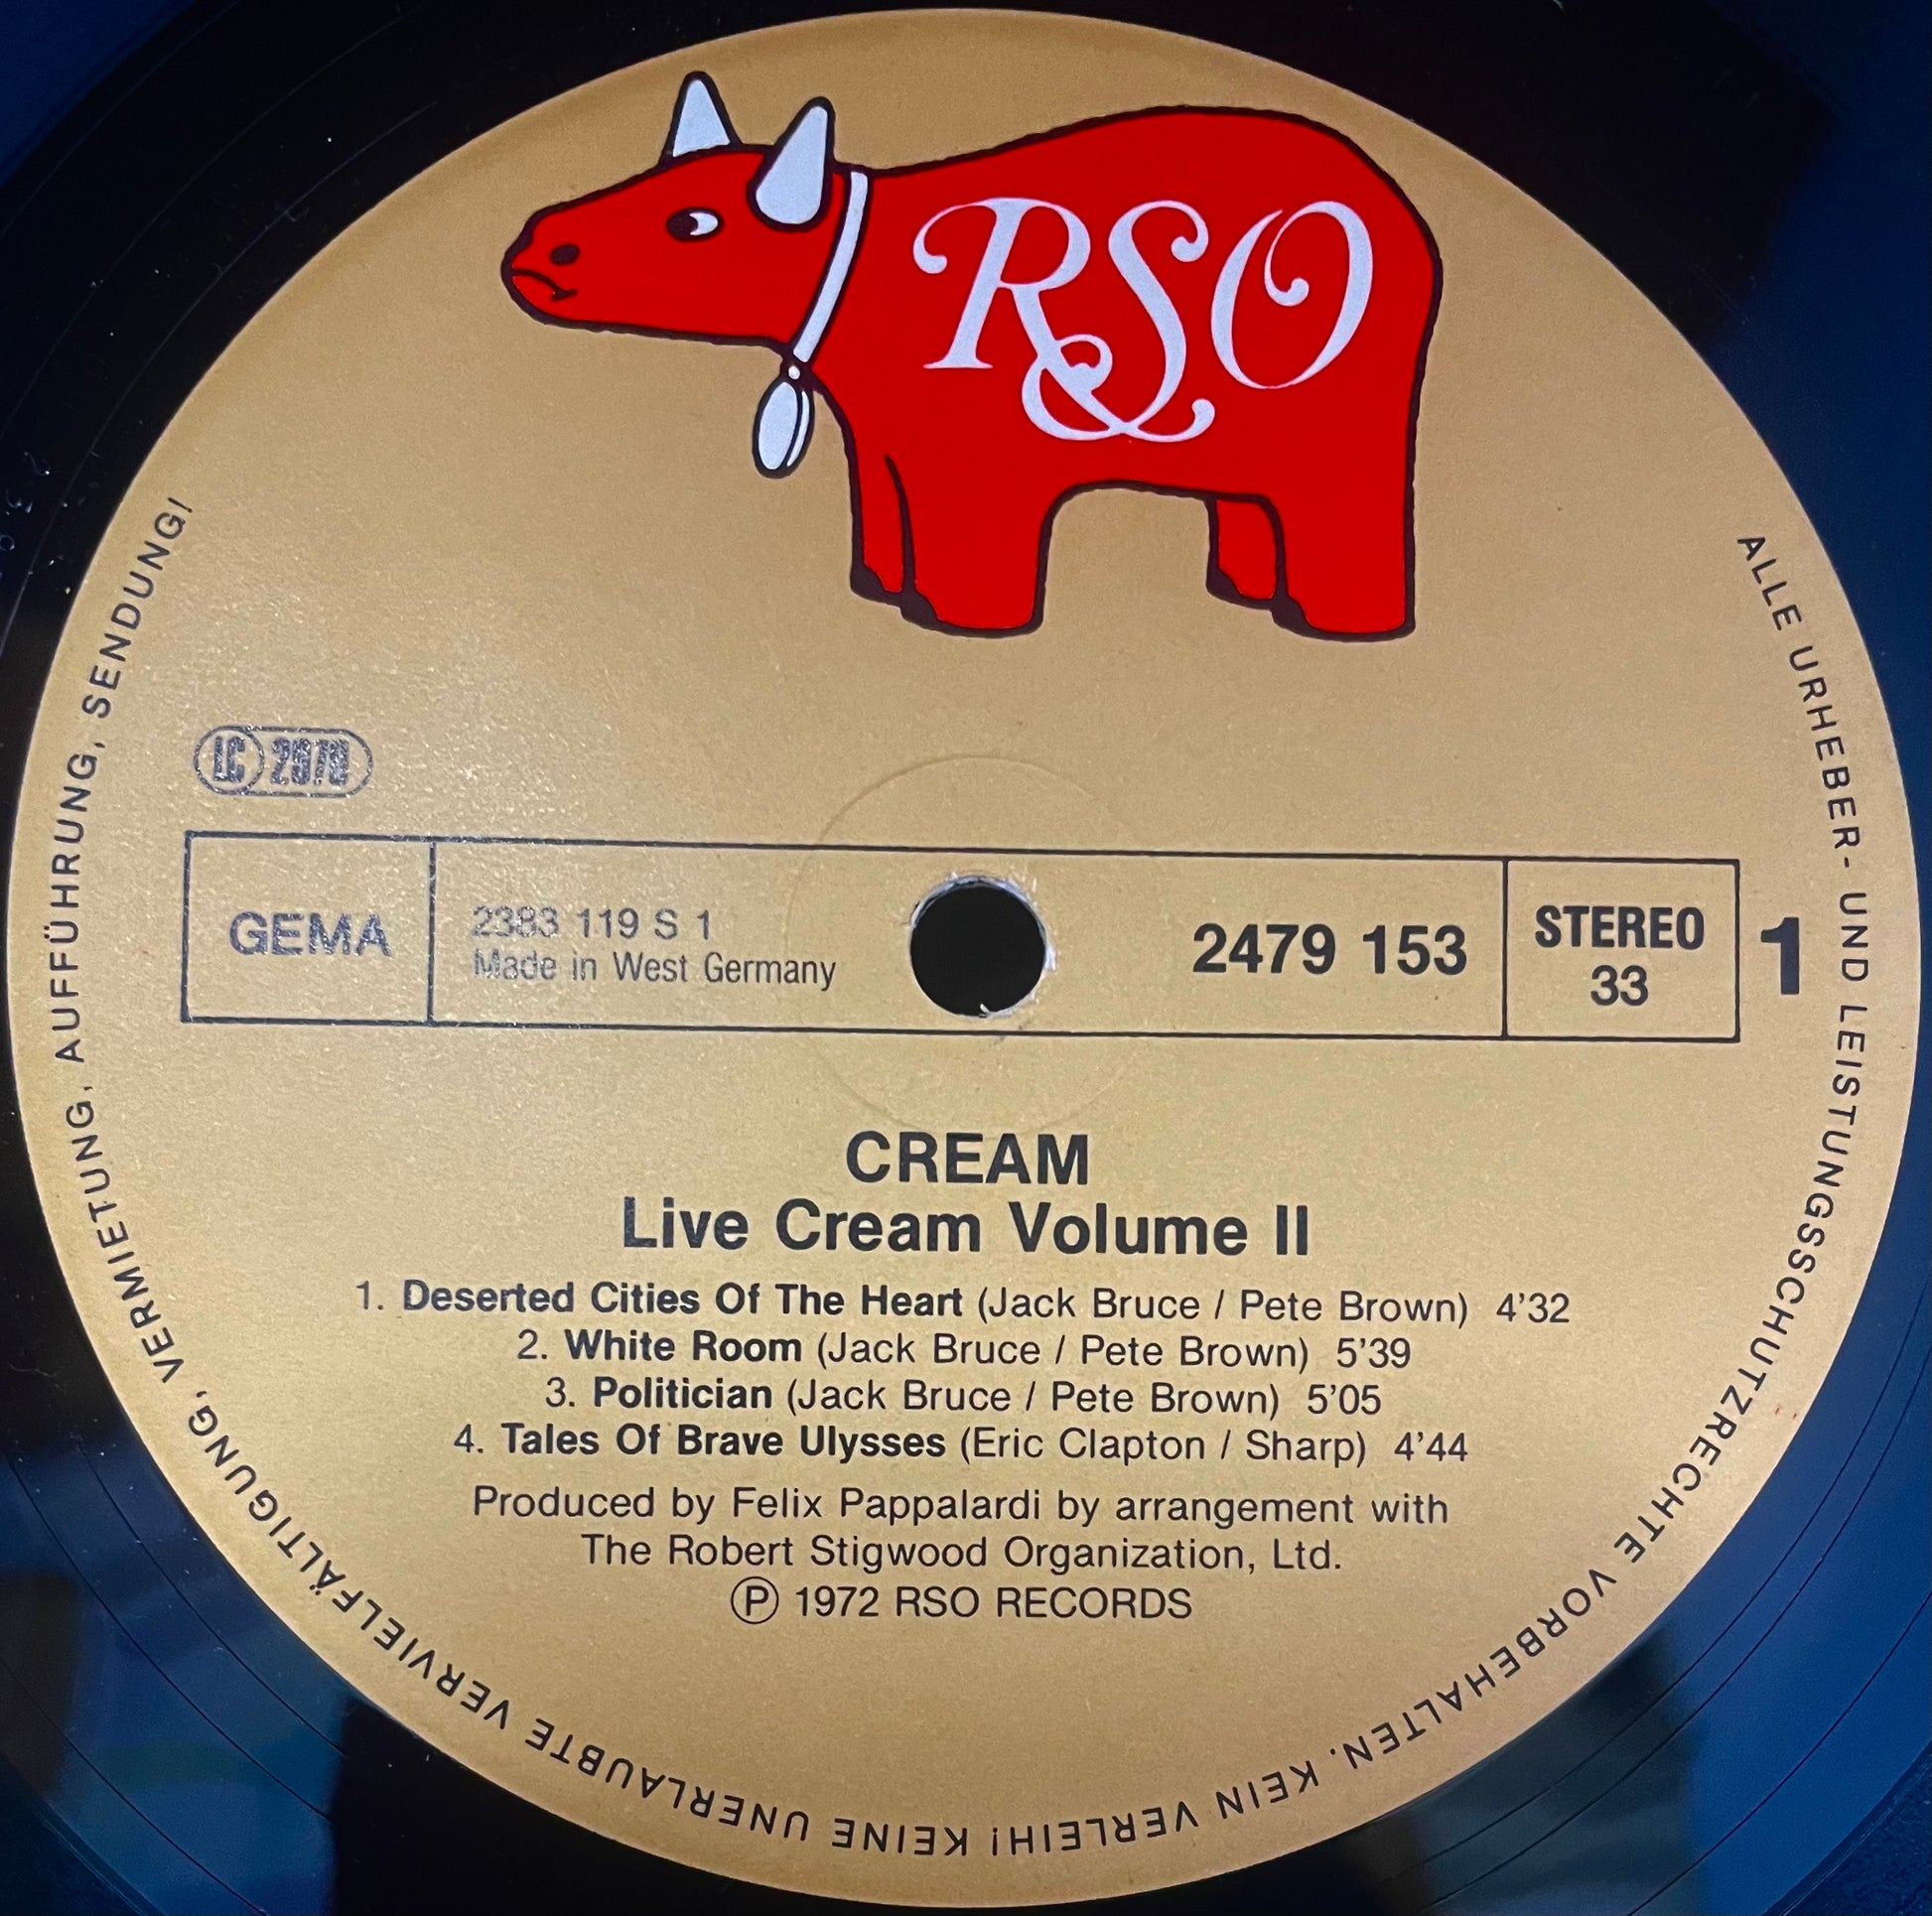 RSO
LC 2979
GEMA
2383 119 S 1
Made in West Germany
2479 153
STEREO
33
1
CREAM
Live Cream Volume II
1. Deserted Cities Of The Heart (Jack Bruce / Pete Brown) 4'32
2. White Room (Jack Bruce / Pete Brown) 5'39
3. Politician (Jack Bruce / Pete Brown) 5'05
4. Tales Of Brave Ulysses (Eric Clapton / Sharp) 4'44
Produced by Felix Pappalardi by arrangement with
The Robert Stigwood Organization, Ltd.
Ⓟ 1972 RSO RECORDS
ALLE URHEBER- UND LEISTUNGSSCHUTZRECHTE VORBEHALTEN. KEIN VERLEIH! KEINE UNERLAUBTE VERVIELFÄLTIGUNG, VERMIETUNG, AUFFÜHRUNG, SENDUNG!